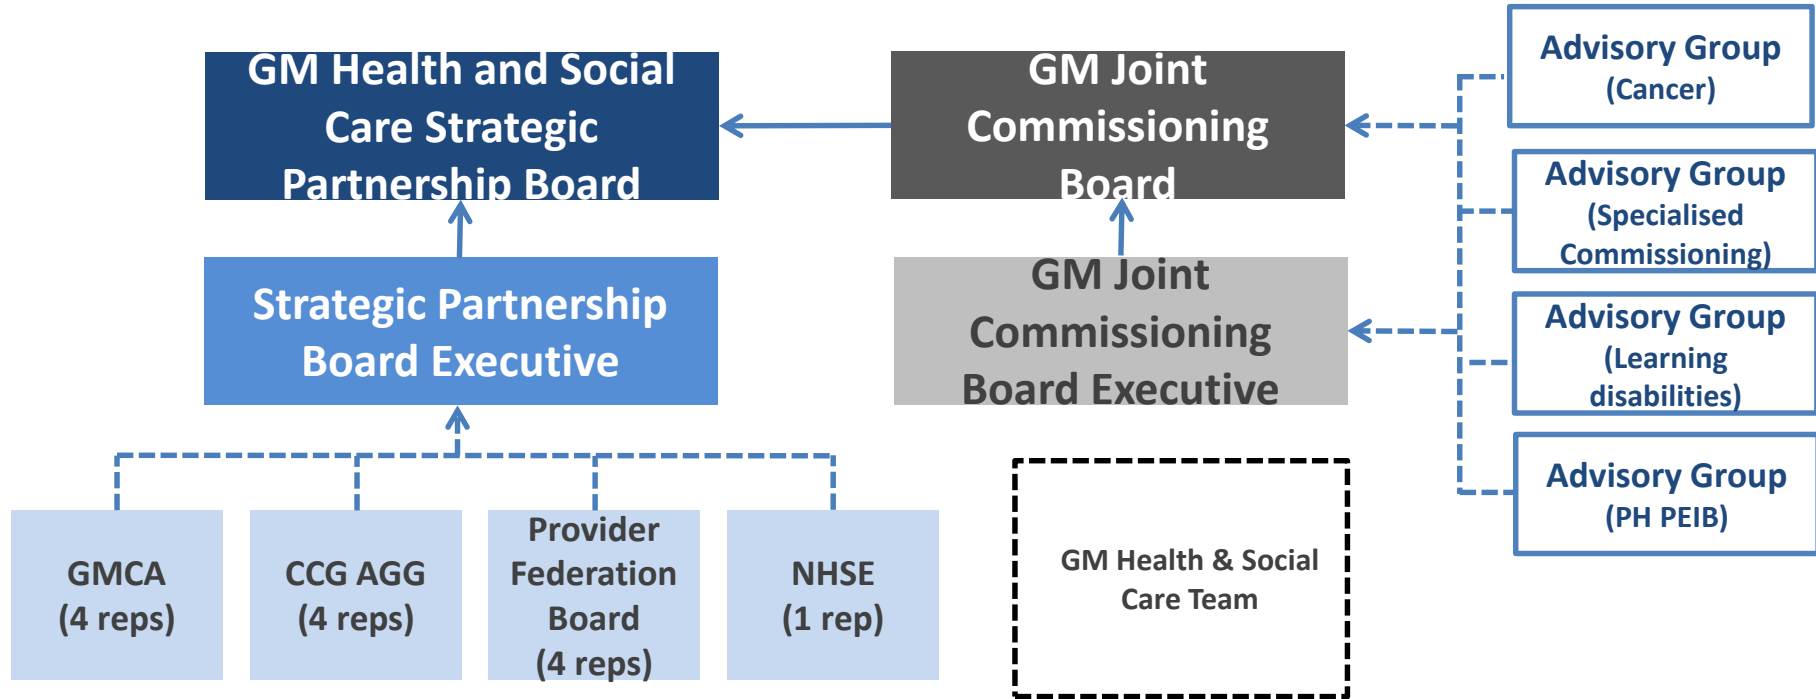 GM Health and Social
Care Strategic
Partnership Board
GM Joint
Commissioning
Board
Advisory Group
(Cancer)
Advisory Group
(Specialised
Commissioning)
Strategic Partnership
Board Executive
GM Joint
Commissioning
Board Executive
Advisory Group
(Learning
disabilities)
Advisory Group
(PH PEIB)
GMCA
(4 reps)
CCG AGG
(4 reps)
Provider
Federation
Board
(4 reps)
NHSE
(1 rep)
GM Health & Social
Care Team